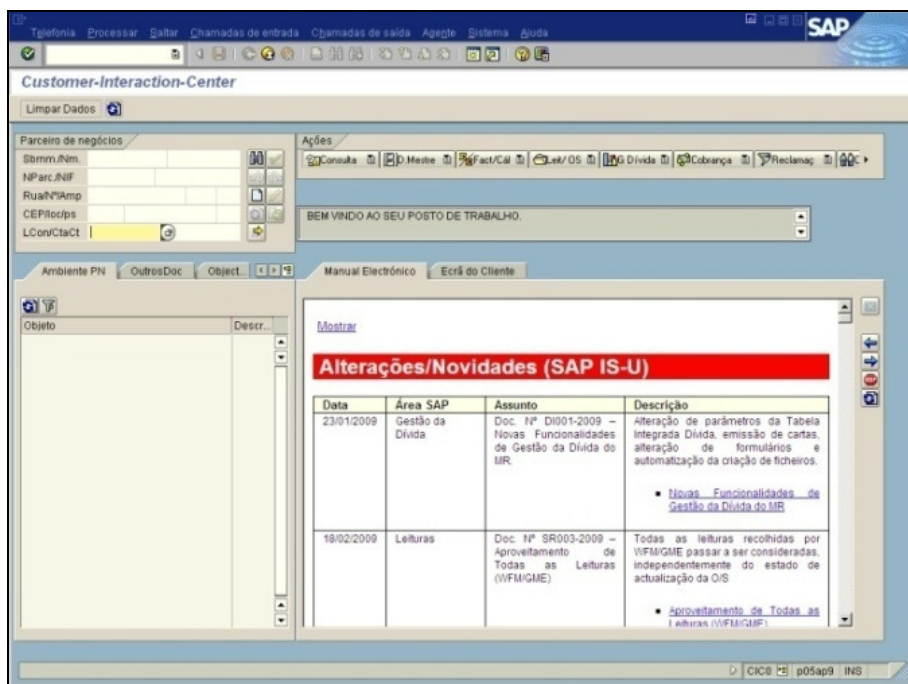 Telefonia Processar Saltar Chamadas de entrada Chamadas de saída Agente Sistema Ajuda
SAP
Customer-Interaction-Center
Limpar Dados
Parceiro de negócios
Sbrnm./Nm.
NParc./NIF
Rua/Nº/Amp
CEP/loc/ps
LCon/CtaCt
Ações
Consulta D.Mestre Fact/Cál Leit/ OS G Dívida Cobrança Reclamaç
BEM VINDO AO SEU POSTO DE TRABALHO.
Ambiente PN OutrosDoc Object...
Objeto Descr...
Manual Electrónico Ecrã do Cliente
Mostrar
Alterações/Novidades (SAP IS-U)
Data Área SAP Assunto Descrição
23/01/2009 Gestão da Doc. Nº DI001-2009 – Alteração de parâmetros da Tabela
Dívida Novas Funcionalidades Integrada Dívida, emissão de cartas,
de Gestão da Dívida do alteração de formulários e
MR. automatização da criação de ficheiros.
Novas Funcionalidades de
Gestão da Dívida do MR
18/02/2009 Leituras Doc. Nº SR003-2009 – Todas as leituras recolhidas por
Aproveitamento de WFM/GME passar a ser consideradas,
Todas as Leituras independentemente do estado de
(WFM/GME) actualização da O/S
Aproveitamento de Todas as
Leituras (WFM/GME)
CIC0 p05ap9 INS